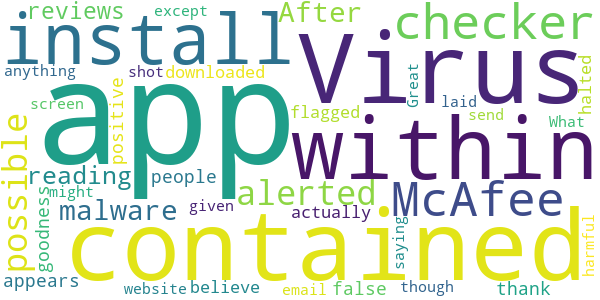 reviews except After checker
install
anything shot downloaded
Virus
app
screen positive flagged Great laid send What halted
within
possible reading people
goodness might given alerted
malware actually McAfee
contained saying harmful
appears website believe email false though thank